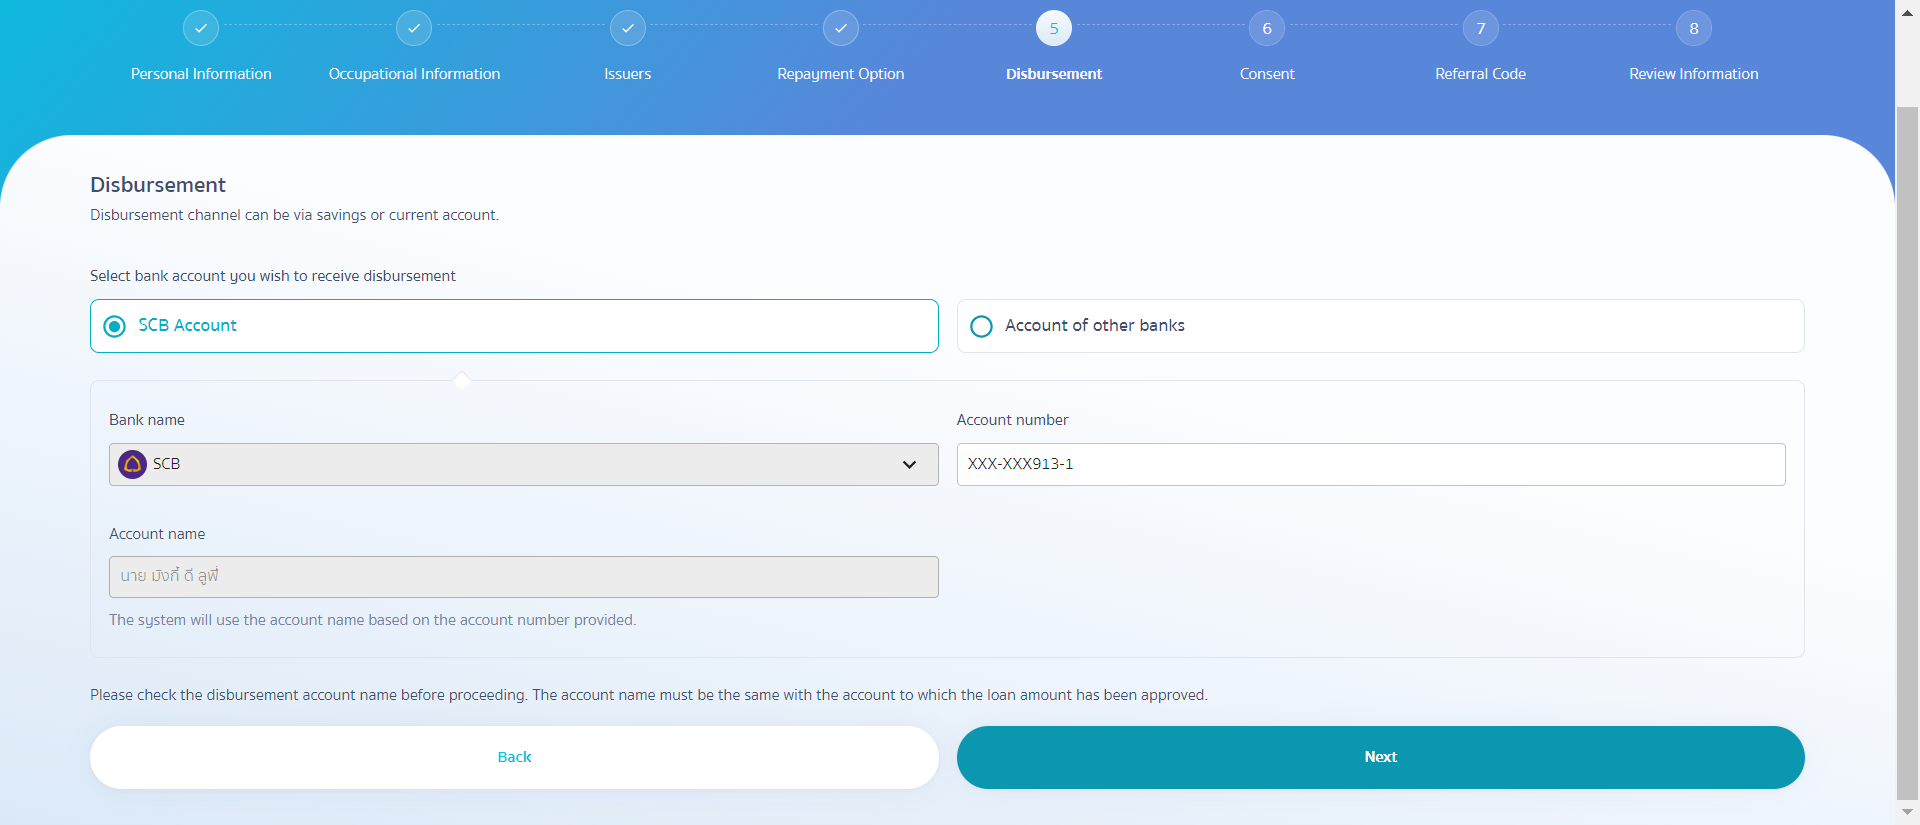 5 6 7 8
Personal Information Occupational Information Issuers Repayment Option Disbursement Consent Referral Code Review Information
Disbursement
Disbursement channel can be via savings or current account.
Select bank account you wish to receive disbursement
SCB Account Account of other banks
Bank name Account number
SCB XXX-XXX913-1
Account name
นาย มังกี้ ดี ลูฟี่
The system will use the account name based on the account number provided.
Please check the disbursement account name before proceeding. The account name must be the same with the account to which the loan amount has been approved.
Back Next